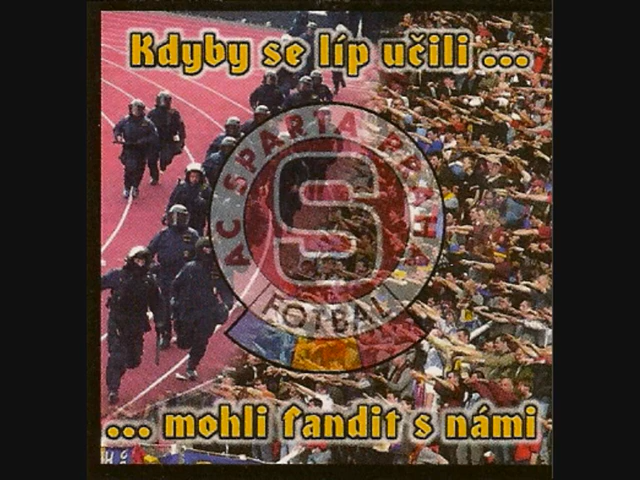 Kdyby se líp učili ...
AC SPARTA PRAHA
FOTBAL
... mohli fandit s námi